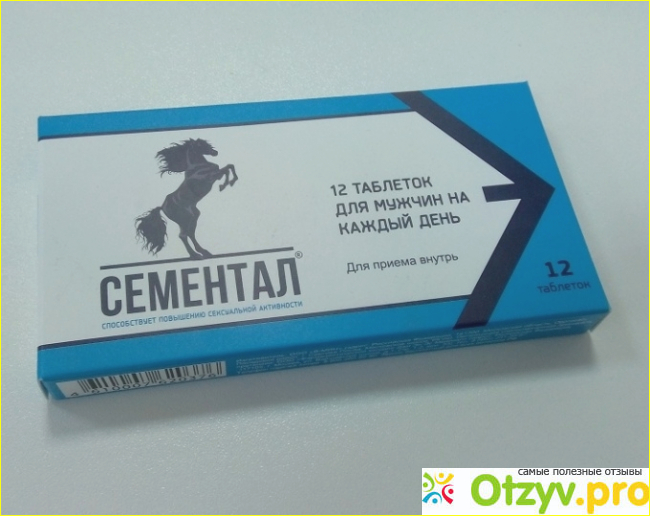 12 ТАБЛЕТОК
ДЛЯ МУЖЧИН НА
КАЖДЫЙ ДЕНЬ
Для приема внутрь
СЕМЕНТАЛ®
СПОСОБСТВУЕТ ПОВЫШЕНИЮ СЕКСУАЛЬНОЙ АКТИВНОСТИ
12
таблеток
самые полезные отзывы
Otzyv.pro